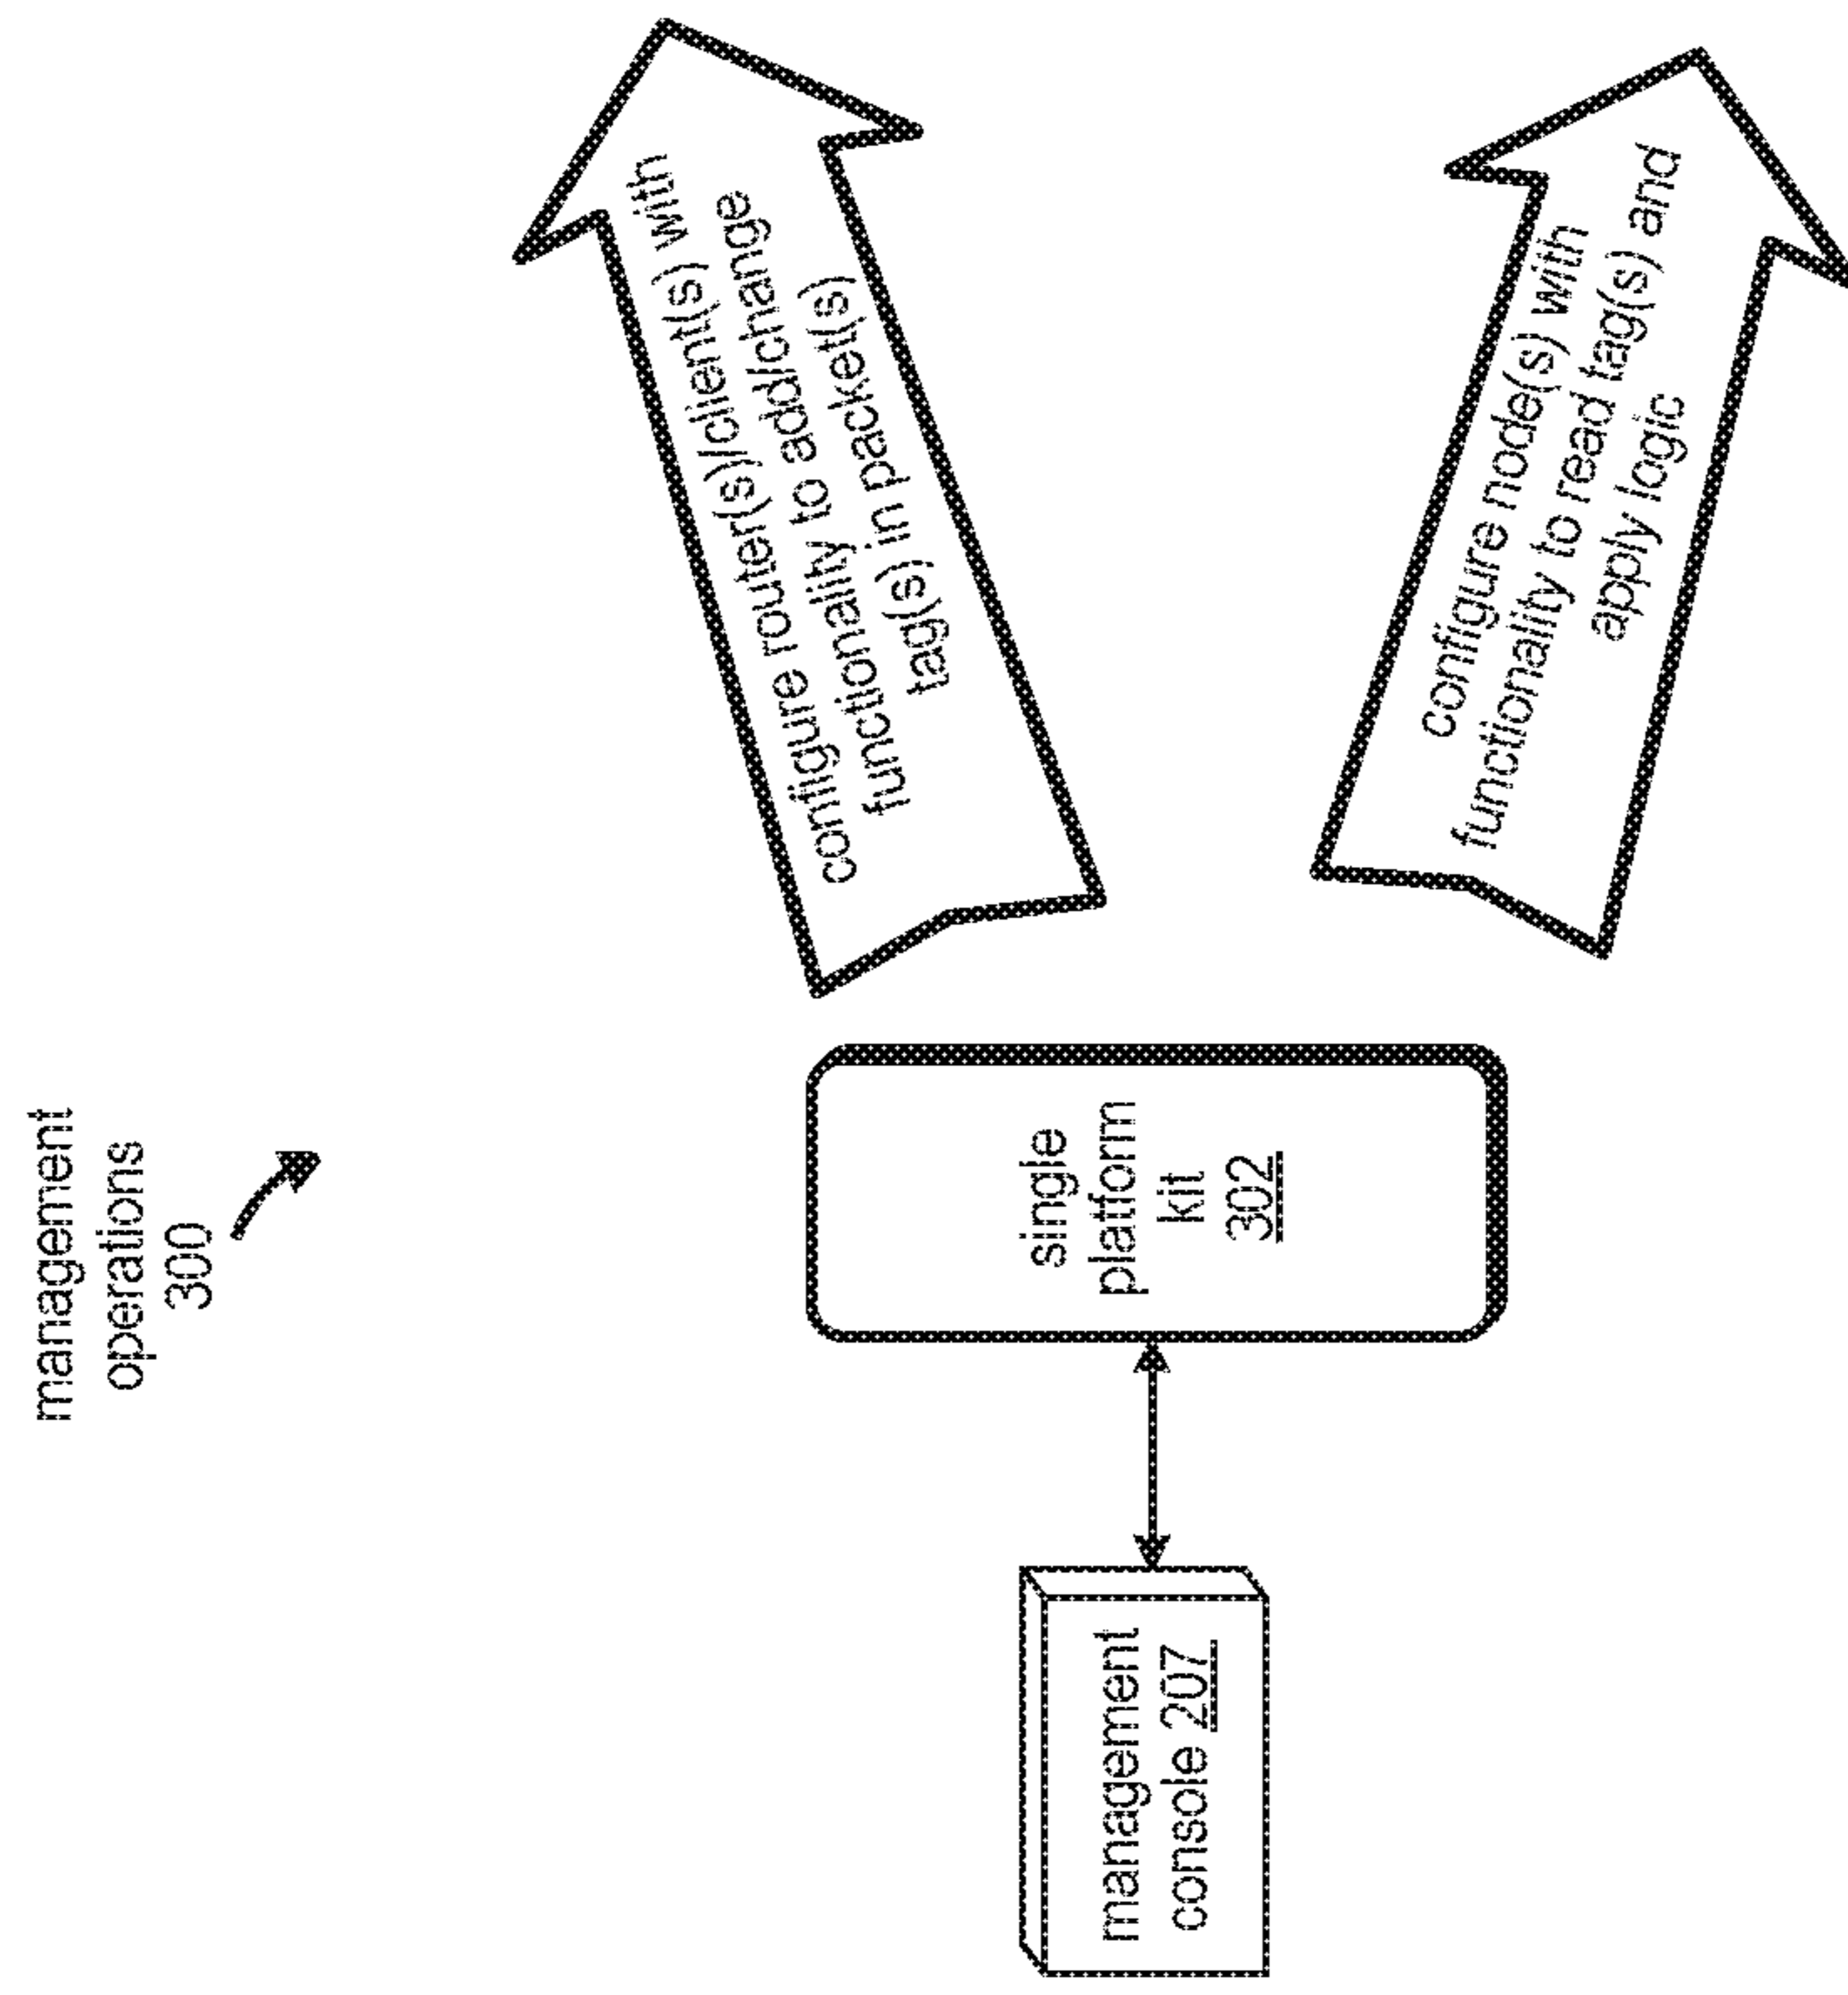 management
operations
300
configure router(s)/client(s) with
functionality to add/change
tag(s) in packet(s)
configure node(s) with
functionality to read tag(s) and
apply logic
single
platform
kit
302
management
console 207